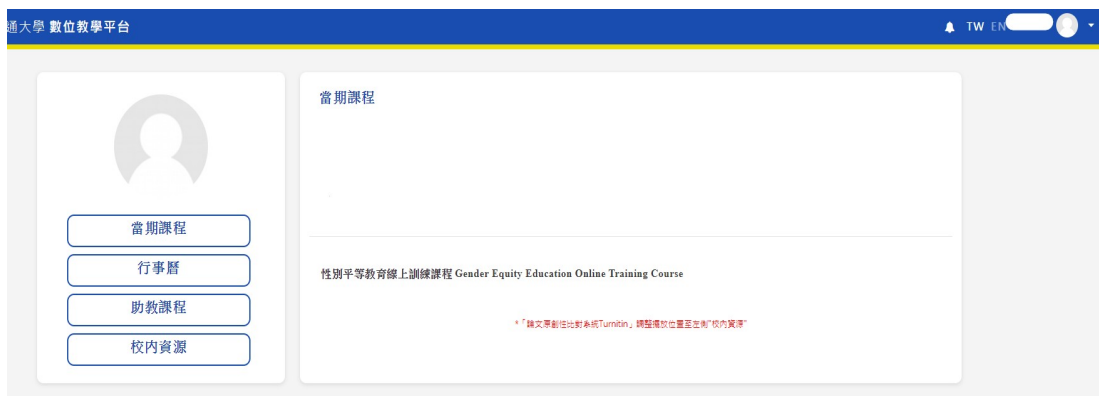 通大學 數位教學平台
TW EN
當期課程
行事曆
助教課程
校内資源
當期課程
性別平等教育線上訓練課程 Gender Equity Education Online Training Course
*「論文原創性比對系統Turnitin」調整擺放位置至左側"校内資源"